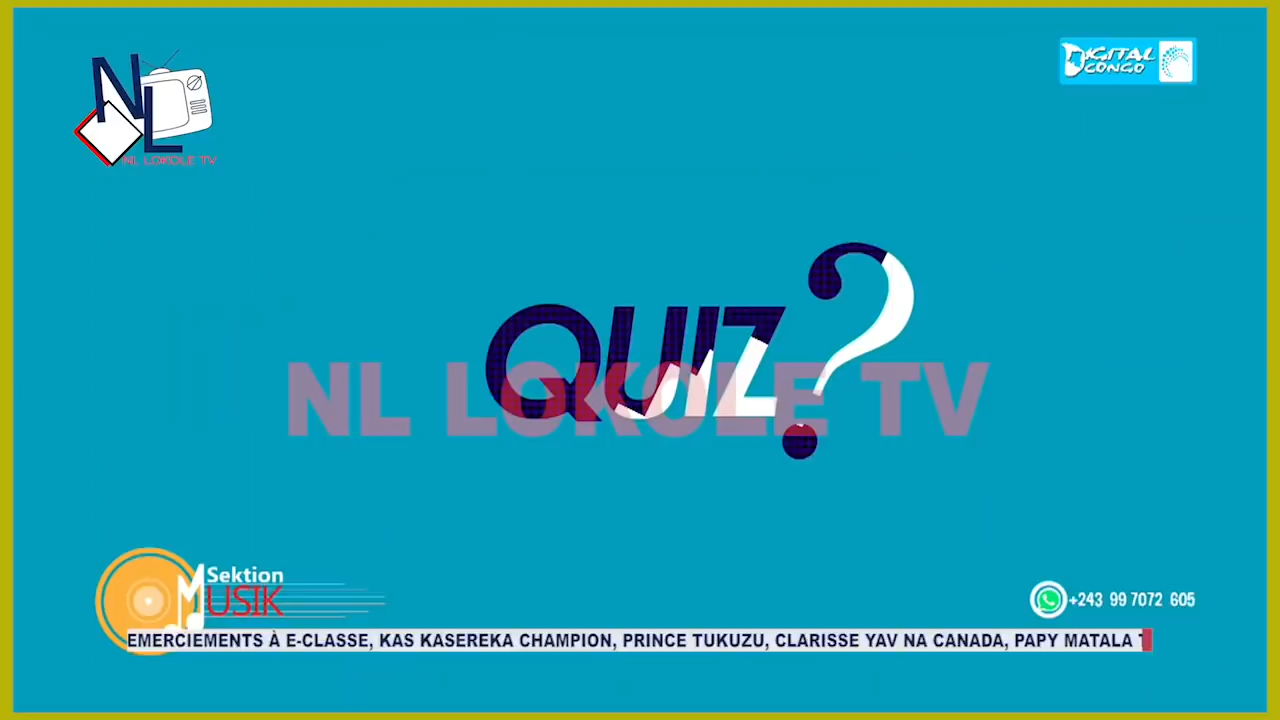 NL
NL LOKOLE TV
DIGITAL
CONGO
QUIZ?
NL LOKOLE TV
Sektion
MUSIK
+243 99 7072 605
EMERCIEMENTS À E-CLASSE, KAS KASEREKA CHAMPION, PRINCE TUKUZU, CLARISSE YAV NA CANADA, PAPY MATALA